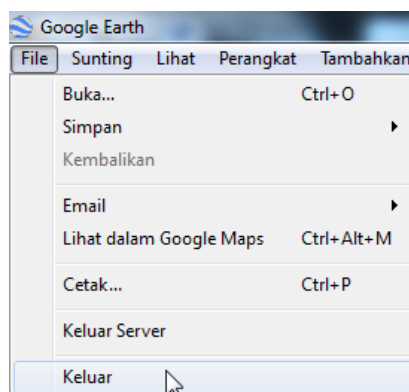 Google Earth
File Sunting Lihat Perangkat Tambahkan
Buka... Ctrl+O
Simpan
Kembalikan
Email
Lihat dalam Google Maps Ctrl+Alt+M
Cetak... Ctrl+P
Keluar Server
Keluar